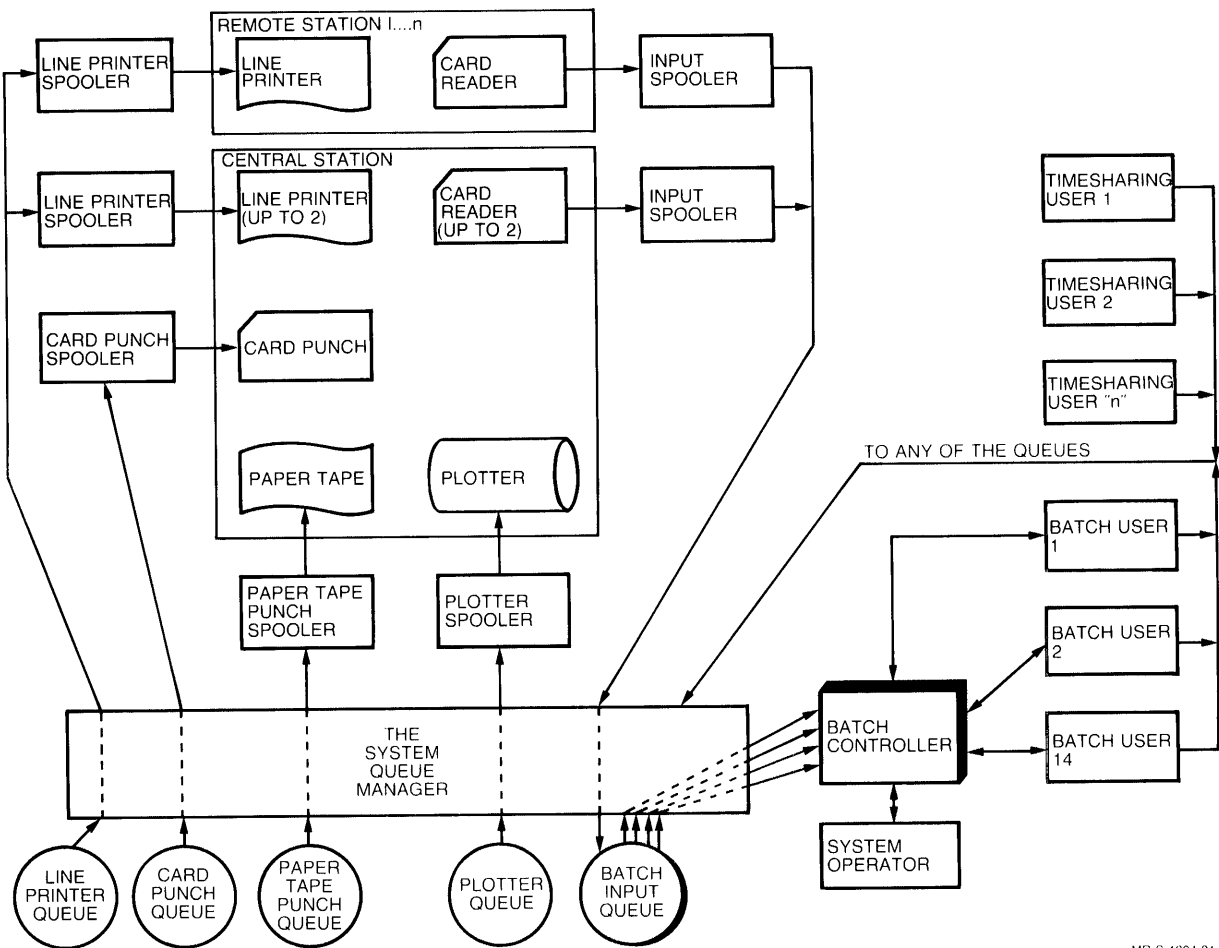 REMOTE STATION I....n
LINE PRINTER
SPOOLER
LINE
PRINTER
CARD
READER
INPUT
SPOOLER
CENTRAL STATION
LINE PRINTER
SPOOLER
LINE PRINTER
(UP TO 2)
CARD
READER
(UP TO 2)
INPUT
SPOOLER
TIMESHARING
USER 1
TIMESHARING
USER 2
CARD PUNCH
SPOOLER
CARD PUNCH
TIMESHARING
USER "n"
TO ANY OF THE QUEUES
PAPER TAPE
PLOTTER
BATCH USER
1
PAPER TAPE
PUNCH
SPOOLER
PLOTTER
SPOOLER
BATCH USER
2
THE
SYSTEM
QUEUE
MANAGER
BATCH
CONTROLLER
BATCH USER
14
SYSTEM
OPERATOR
LINE
PRINTER
QUEUE
CARD
PUNCH
QUEUE
PAPER
TAPE
PUNCH
QUEUE
PLOTTER
QUEUE
BATCH
INPUT
QUEUE